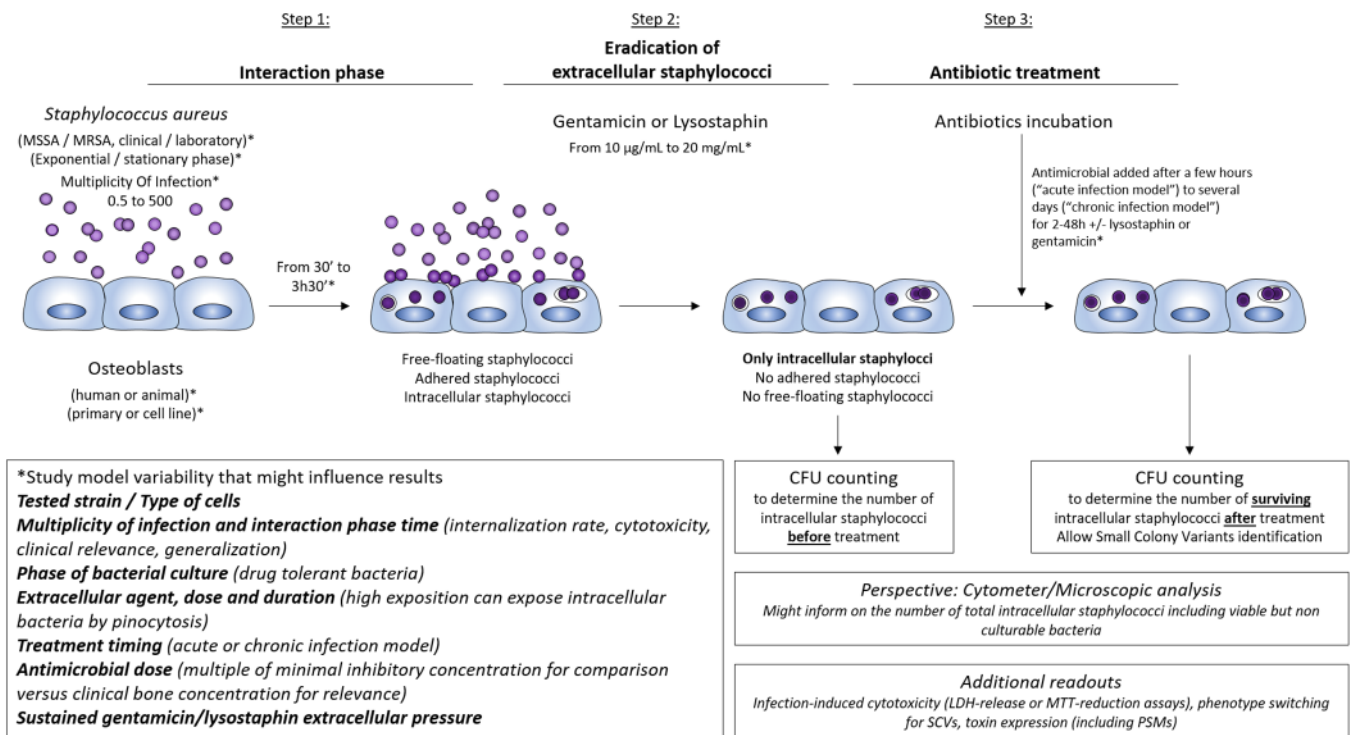 Step 1:
Interaction phase
Staphylococcus aureus
(MSSA / MRSA, clinical / laboratory)*
(Exponential / stationary phase)*
Multiplicity Of Infection*
0.5 to 500
From 30’ to
3h30’*
Osteoblasts
(human or animal)*
(primary or cell line)*
Free-floating staphylococci
Adhered staphylococci
Intracellular staphylococci
Step 2:
Eradication of
extracellular staphylococci
Gentamicin or Lysostaphin
From 10 µg/mL to 20 mg/mL*
Only intracellular staphylocci
No adhered staphylococci
No free-floating staphylococci
Step 3:
Antibiotic treatment
Antibiotics incubation
Antimicrobial added after a few hours
(“acute infection model”) to several
days (“chronic infection model”)
for 2-48h +/- lysostaphin or
gentamicin*
CFU counting
to determine the number of
intracellular staphylococci
before treatment
CFU counting
to determine the number of surviving
intracellular staphylococci after treatment
Allow Small Colony Variants identification
*Study model variability that might influence results
Tested strain / Type of cells
Multiplicity of infection and interaction phase time (internalization rate, cytotoxicity,
clinical relevance, generalization)
Phase of bacterial culture (drug tolerant bacteria)
Extracellular agent, dose and duration (high exposition can expose intracellular
bacteria by pinocytosis)
Treatment timing (acute or chronic infection model)
Antimicrobial dose (multiple of minimal inhibitory concentration for comparison
versus clinical bone concentration for relevance)
Sustained gentamicin/lysostaphin extracellular pressure
Perspective: Cytometer/Microscopic analysis
Might inform on the number of total intracellular staphylococci including viable but non
culturable bacteria
Additional readouts
Infection-induced cytotoxicity (LDH-release or MTT-reduction assays), phenotype switching
for SCVs, toxin expression (including PSMs)